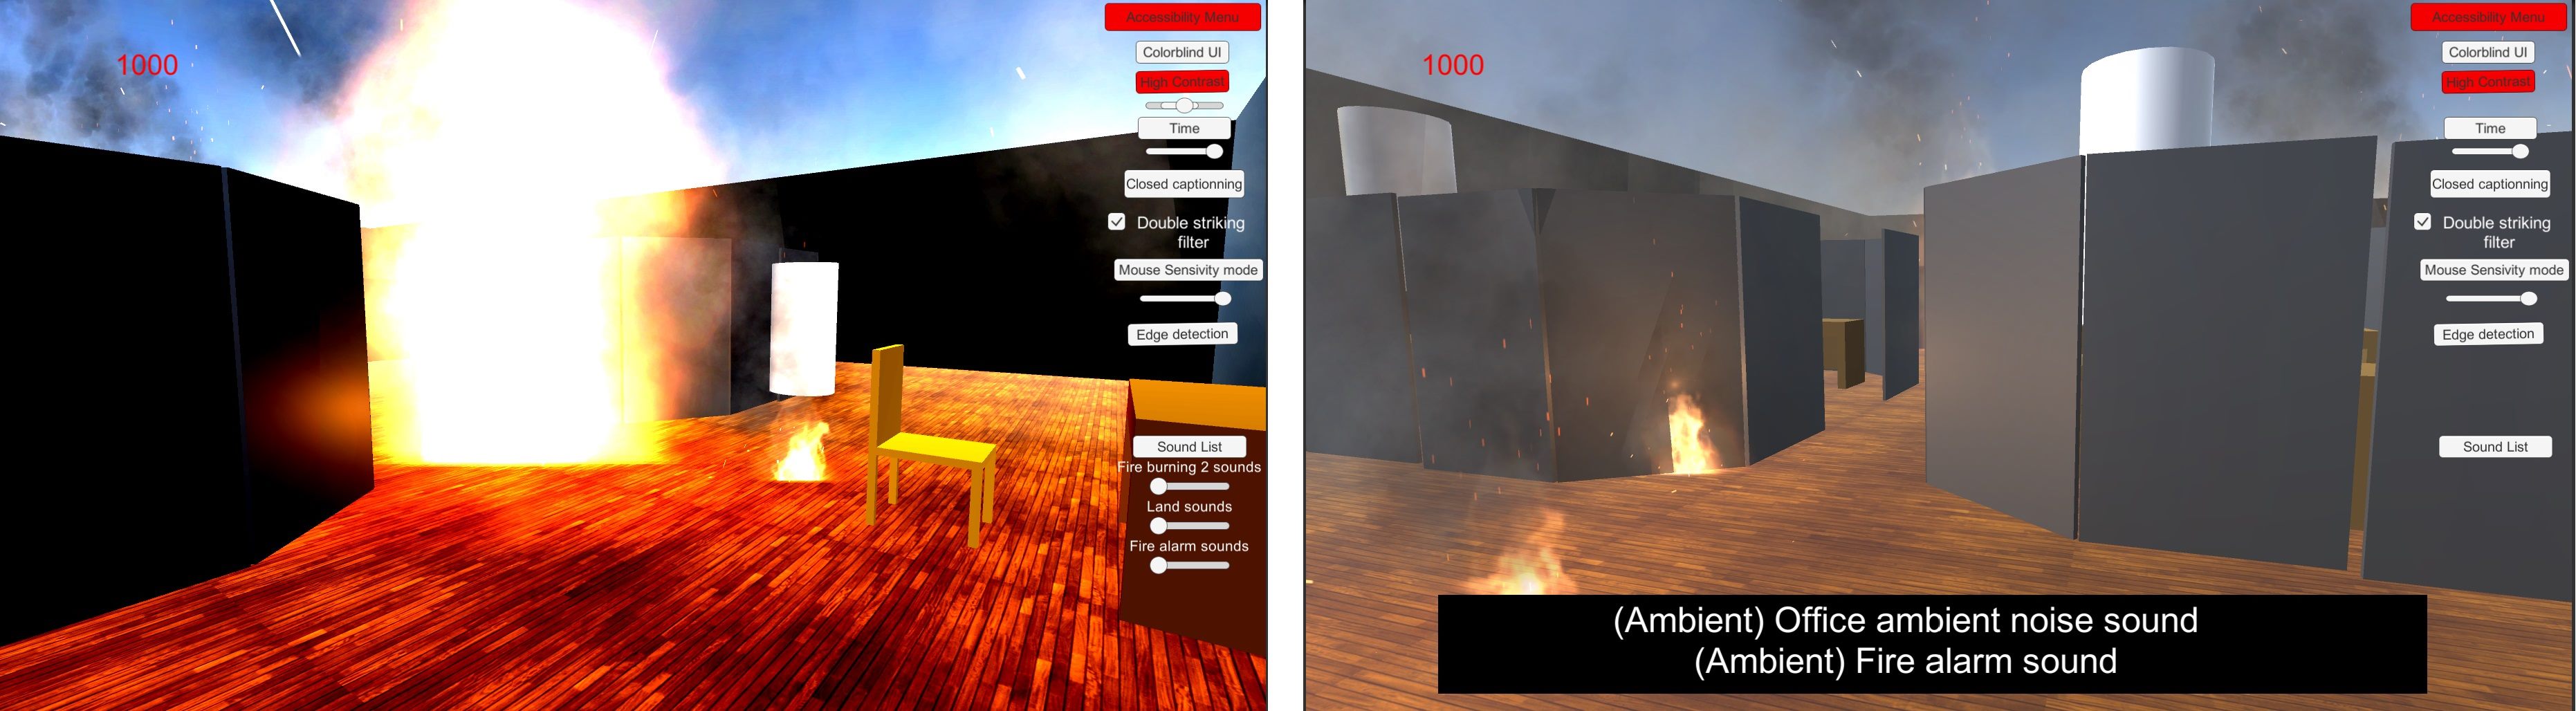 1000
Accessibility Menu
Colorblind UI
High Contrast
Time
Closed captionning
Double striking
filter
Mouse Sensivity mode
Edge detection
Sound List
Fire burning 2 sounds
Land sounds
Fire alarm sounds
1000
Accessibility Menu
Colorblind UI
High Contrast
Time
Closed captionning
Double striking
filter
Mouse Sensivity mode
Edge detection
Sound List
(Ambient) Office ambient noise sound
(Ambient) Fire alarm sound